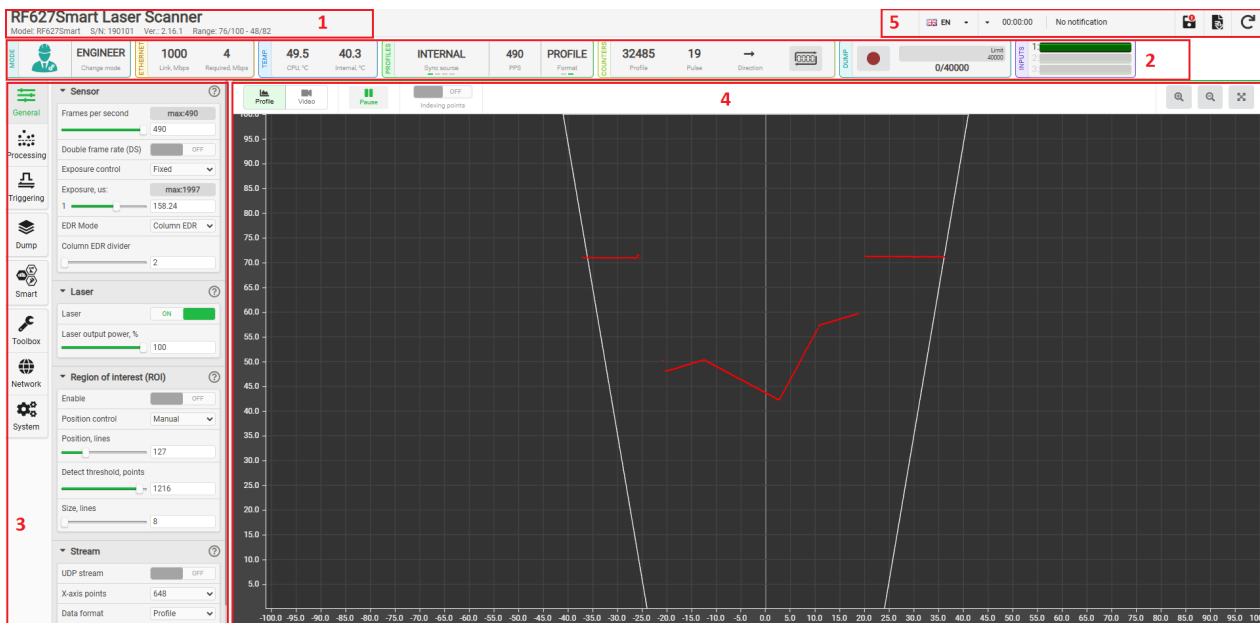 RF627Smart Laser Scanner
Model: RF627Smart S/N: 190101 Ver.: 2.16.1 Range: 76/100 - 48/82
1
5
EN
00:00:00
No notification
MODE
ENGINEER
Change mode
ETHERNET
1000
Link, Mbps
4
Required, Mbps
TEMP.
49.5
CPU, °C
40.3
Internal, °C
PROFILES
INTERNAL
Sync source
490
PPS
PROFILE
Format
COUNTERS
32485
Profile
19
Pulse
→
Direction
DUMP
Limit
40000
0/40000
INPUTS
1
2
3
2
General
Processing
Triggering
Dump
Smart
Toolbox
Network
System
3
Sensor
Frames per second max:490
490
Double frame rate (DS) OFF
Exposure control Fixed
Exposure, us: max:1997
1 158.24
EDR Mode Column EDR
Column EDR divider
2
Laser
Laser ON
Laser output power, %
100
Region of interest (ROI)
Enable OFF
Position control Manual
Position, lines
127
Detect threshold, points
1216
Size, lines
8
Stream
UDP stream OFF
X-axis points 648
Data format Profile
Profile
Video
Pause
OFF
Indexing points
4
100.0
95.0
90.0
85.0
80.0
75.0
70.0
65.0
60.0
55.0
50.0
45.0
40.0
35.0
30.0
25.0
20.0
15.0
10.0
5.0
-100.0 -95.0 -90.0 -85.0 -80.0 -75.0 -70.0 -65.0 -60.0 -55.0 -50.0 -45.0 -40.0 -35.0 -30.0 -25.0 -20.0 -15.0 -10.0 -5.0 0.0 5.0 10.0 15.0 20.0 25.0 30.0 35.0 40.0 45.0 50.0 55.0 60.0 65.0 70.0 75.0 80.0 85.0 90.0 95.0